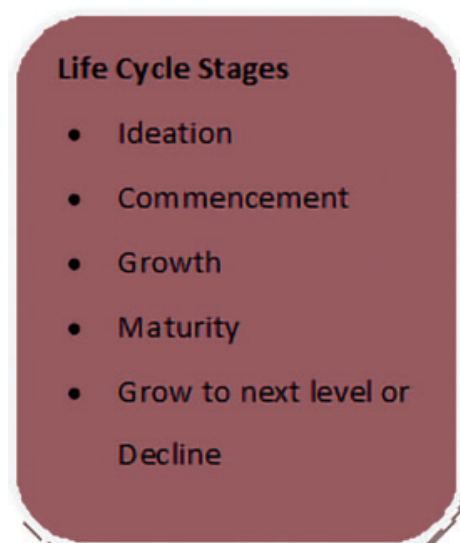 Life Cycle Stages
• Ideation
• Commencement
• Growth
• Maturity
• Grow to next level or
Decline